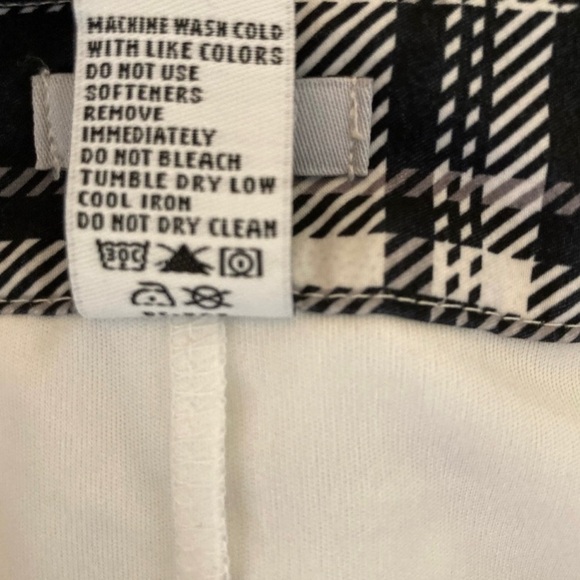 MACHINE WASH COLD
WITH LIKE COLORS
DO NOT USE
SOFTENERS
REMOVE
IMMEDIATELY
DO NOT BLEACH
TUMBLE DRY LOW
COOL IRON
DO NOT DRY CLEAN
30C